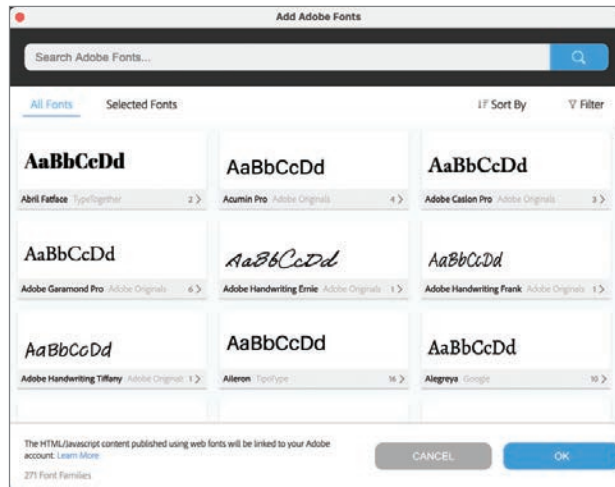 Add Adobe Fonts
Search Adobe Fonts...
All Fonts Selected Fonts Sort By Filter
AaBbCcDd AaBbCcDd AaBbCcDd
Abril Fatface TypeTogether 2 > Acumin Pro Adobe Originals 4 > Adobe Caslon Pro Adobe Originals 3 >
AaBbCcDd AaBbCcDd AaBbCcDd
Adobe Garamond Pro Adobe Originals 6 > Adobe Handwriting Ernie Adobe Originals 1 > Adobe Handwriting Frank Adobe Originals 1 >
AaBbCcDd AaBbCcDd AaBbCcDd
Adobe Handwriting Tiffany Adobe Originals 1 > Aileron TipoType 16 > Alegreya Google 10 >
The HTML/Javascript content published using web fonts will be linked to your Adobe
account. Learn More
CANCEL OK
271 Font Families